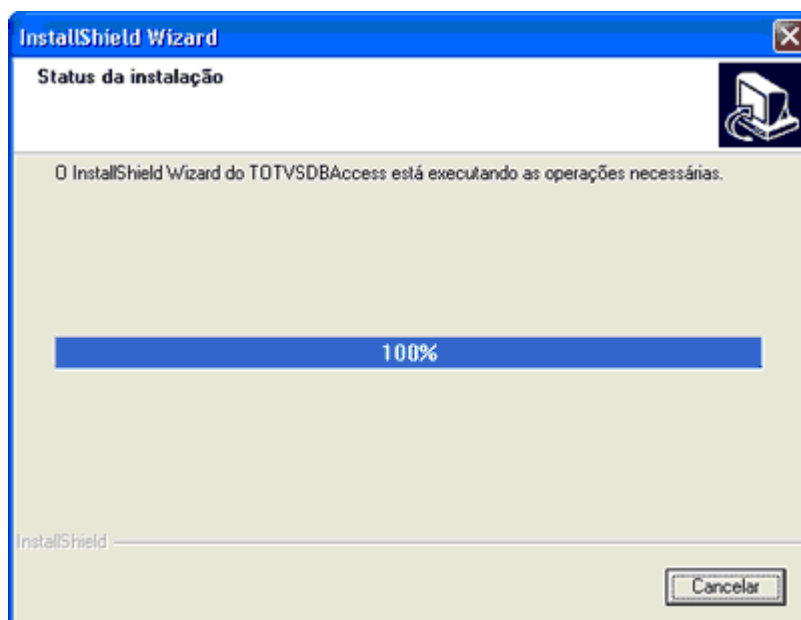 InstallShield Wizard
Status da instalação
O InstallShield Wizard do TOTVSDBAccess está executando as operações necessárias.
100%
InstallShield
Cancelar